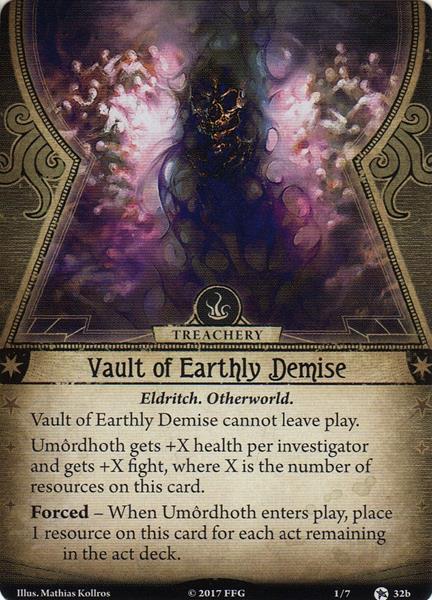 TREACHERY
Vault of Earthly Demise
Eldritch. Otherworld.
Vault of Earthly Demise cannot leave play.
Umôrdhoth gets +X health per investigator
and gets +X fight, where X is the number of
resources on this card.
Forced – When Umôrdhoth enters play, place
1 resource on this card for each act remaining
in the act deck.
Illus. Mathias Kollros © 2017 FFG 1/7 32b